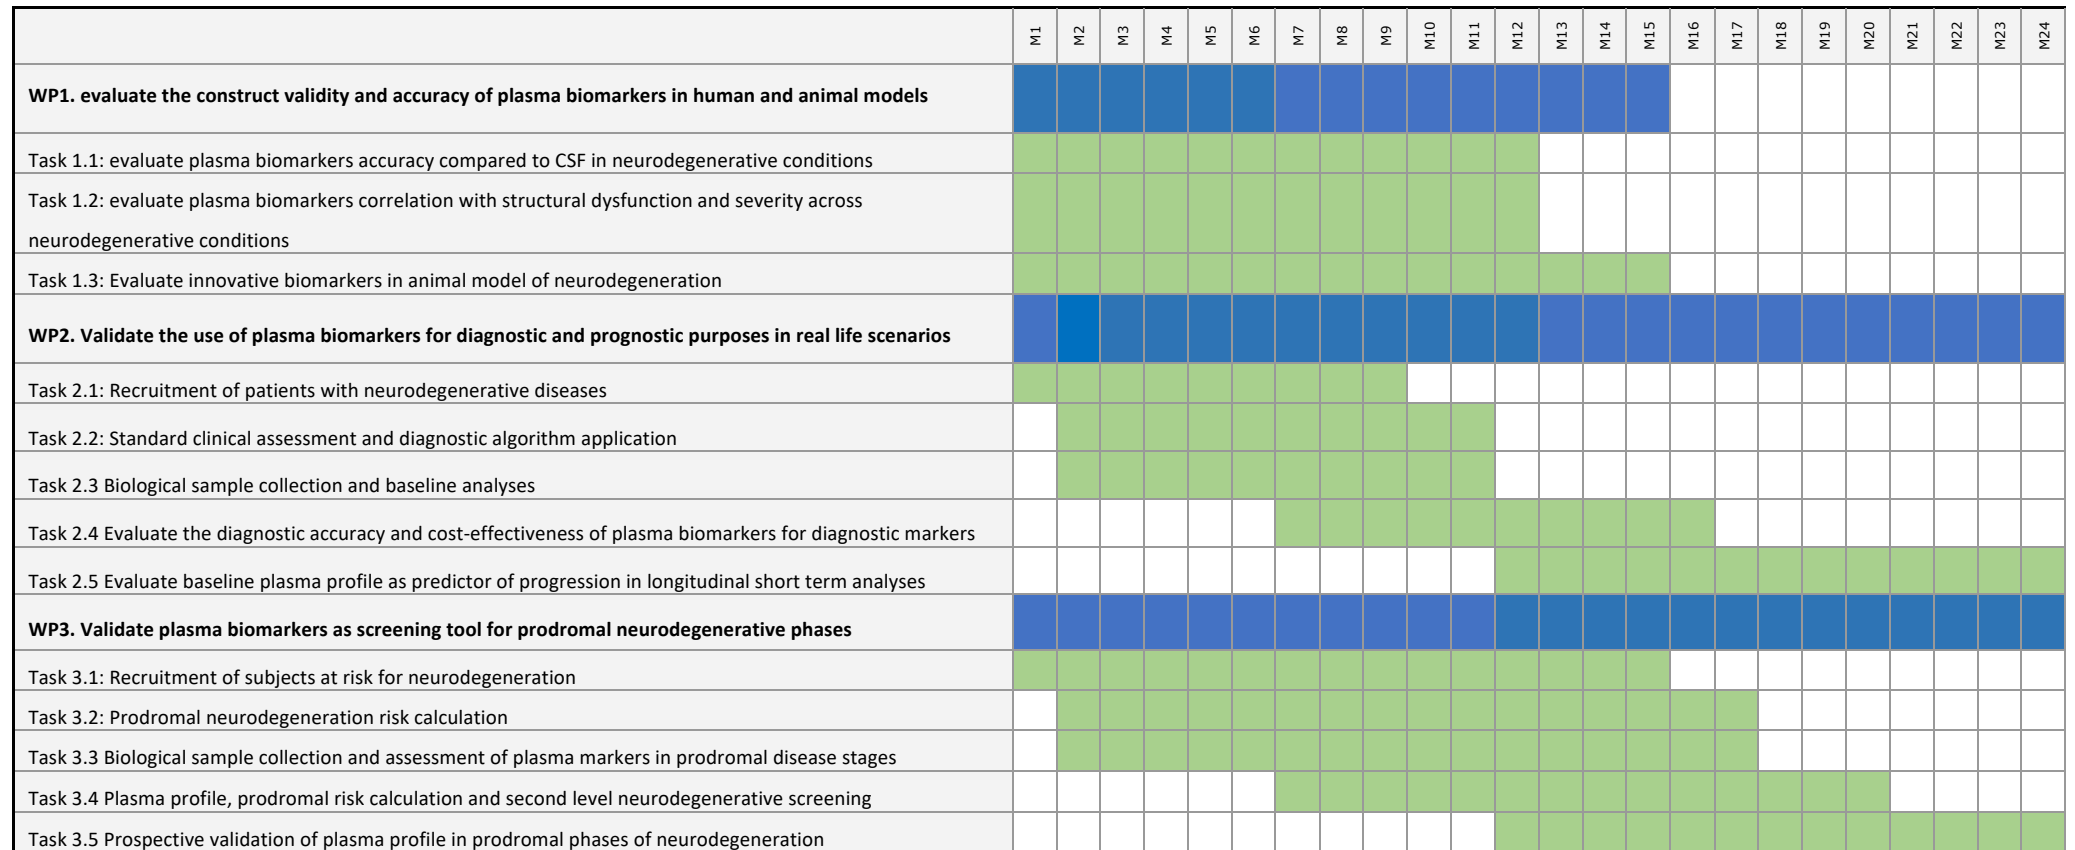 M1 M2 M3 M4 M5 M6 M7 M8 M9 M10 M11 M12 M13 M14 M15 M16 M17 M18 M19 M20 M21 M22 M23 M24
WP1. evaluate the construct validity and accuracy of plasma biomarkers in human and animal models
Task 1.1: evaluate plasma biomarkers accuracy compared to CSF in neurodegenerative conditions
Task 1.2: evaluate plasma biomarkers correlation with structural dysfunction and severity across
neurodegenerative conditions
Task 1.3: Evaluate innovative biomarkers in animal model of neurodegeneration
WP2. Validate the use of plasma biomarkers for diagnostic and prognostic purposes in real life scenarios
Task 2.1: Recruitment of patients with neurodegenerative diseases
Task 2.2: Standard clinical assessment and diagnostic algorithm application
Task 2.3 Biological sample collection and baseline analyses
Task 2.4 Evaluate the diagnostic accuracy and cost-effectiveness of plasma biomarkers for diagnostic markers
Task 2.5 Evaluate baseline plasma profile as predictor of progression in longitudinal short term analyses
WP3. Validate plasma biomarkers as screening tool for prodromal neurodegenerative phases
Task 3.1: Recruitment of subjects at risk for neurodegeneration
Task 3.2: Prodromal neurodegeneration risk calculation
Task 3.3 Biological sample collection and assessment of plasma markers in prodromal disease stages
Task 3.4 Plasma profile, prodromal risk calculation and second level neurodegenerative screening
Task 3.5 Prospective validation of plasma profile in prodromal phases of neurodegeneration